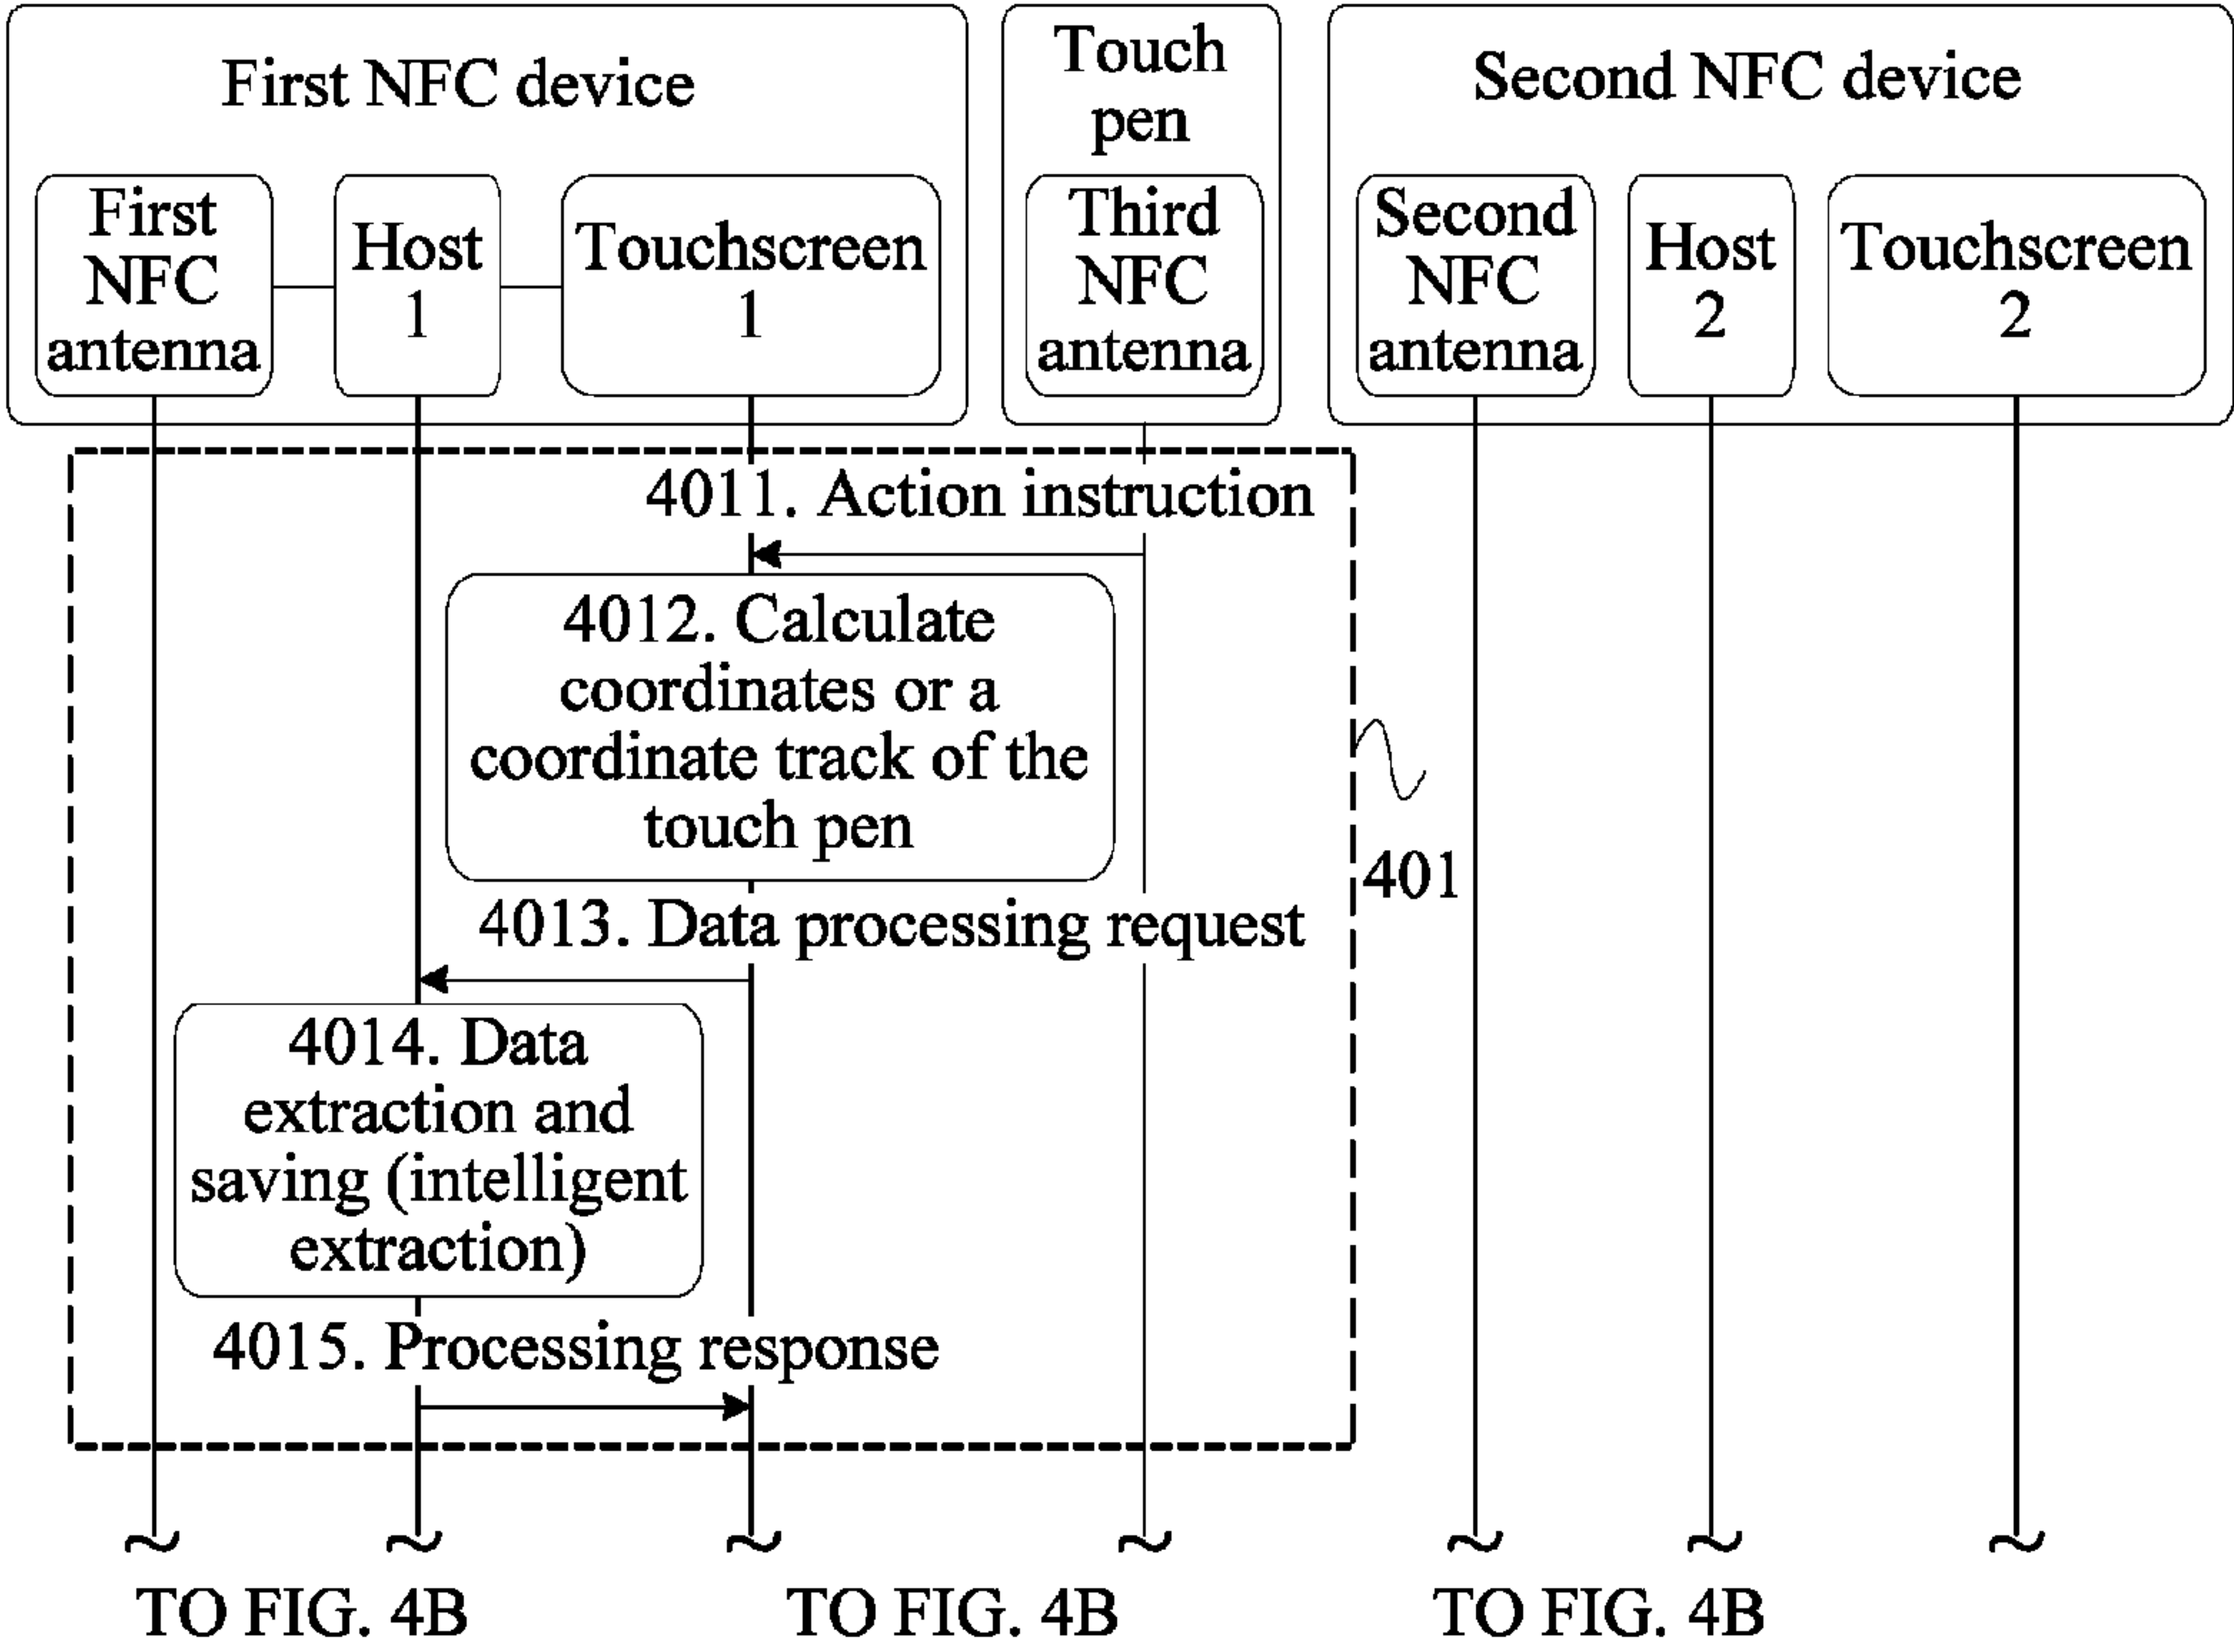 First NFC device
First
NFC
antenna
Host
1
Touchscreen
1
Touch
pen
Third
NFC
antenna
Second NFC device
Second
NFC
antenna
Host
2
Touchscreen
2
4011. Action instruction
4012. Calculate
coordinates or a
coordinate track of the
touch pen
401
4013. Data processing request
4014. Data
extraction and
saving (intelligent
extraction)
4015. Processing response
TO FIG. 4B
TO FIG. 4B
TO FIG. 4B